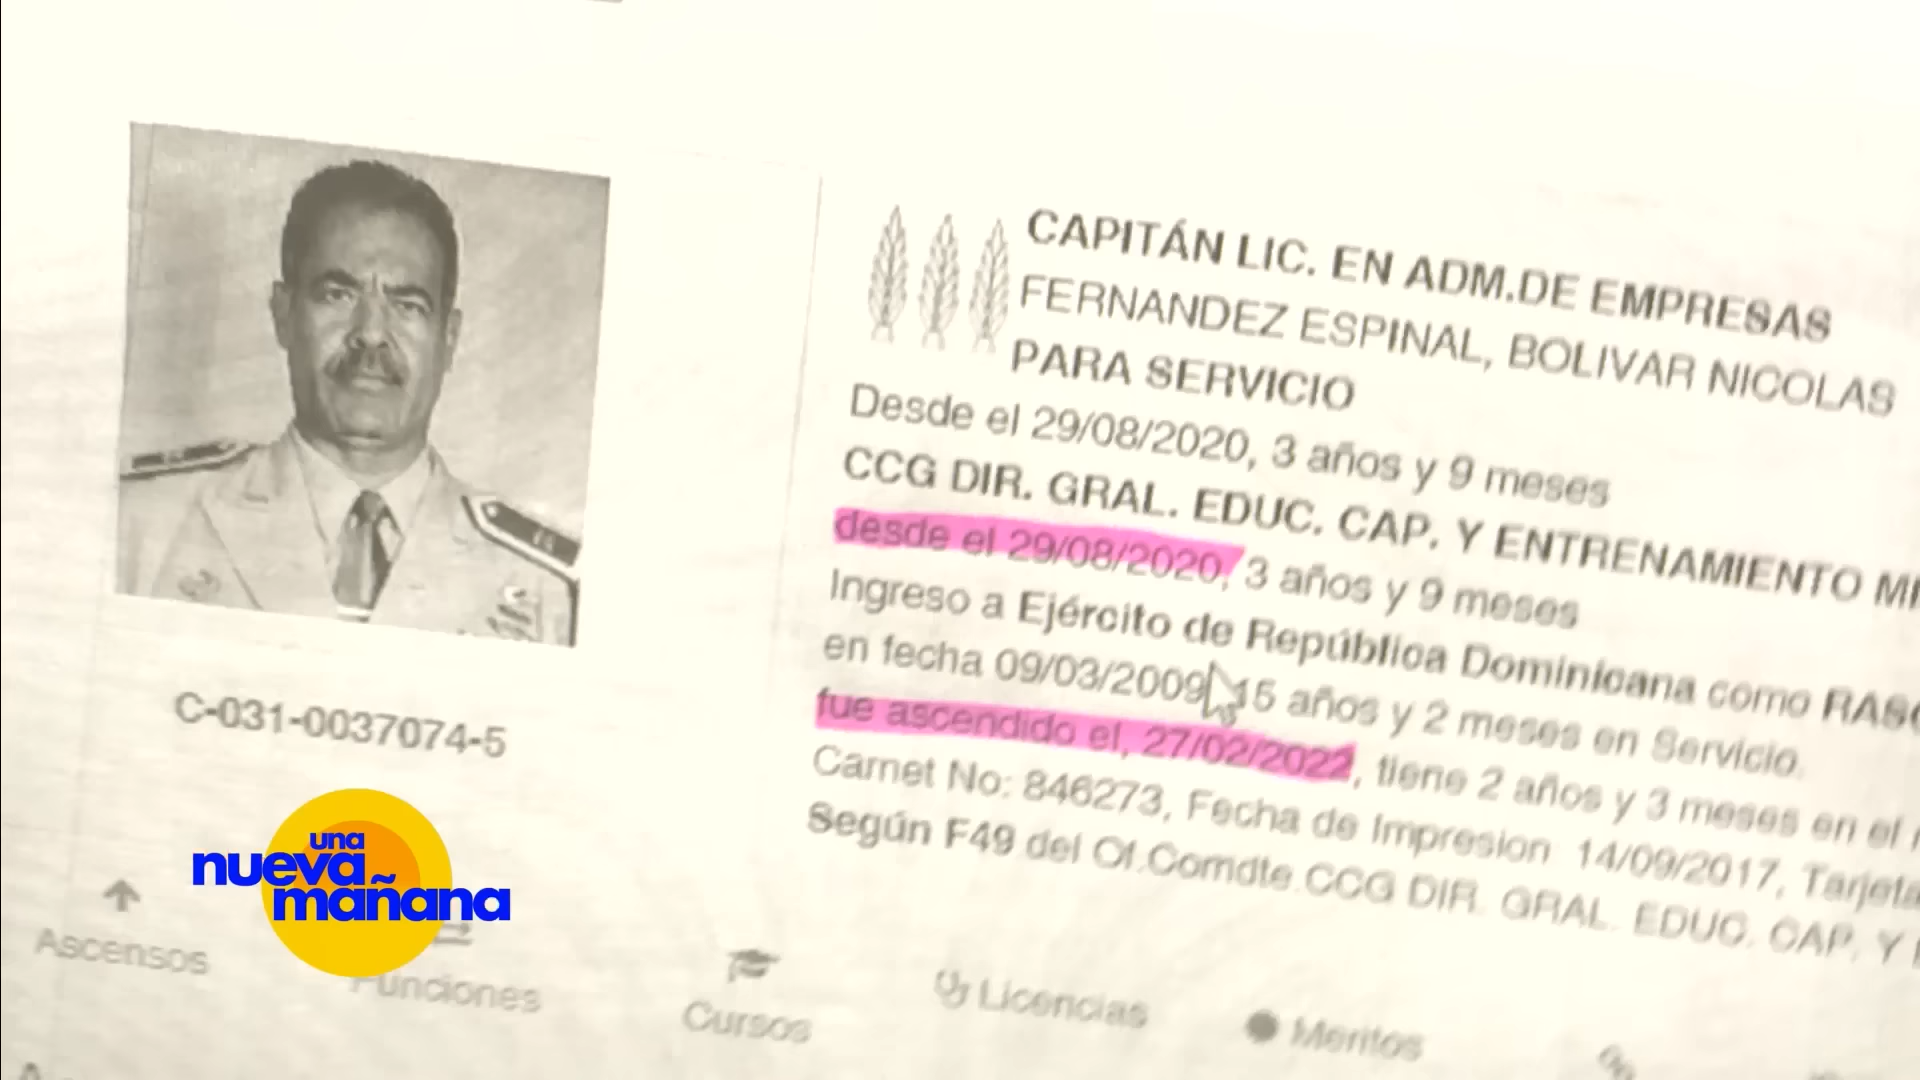 CAPITÁN LIC. EN ADM.DE EMPRESAS
FERNANDEZ ESPINAL, BOLIVAR NICOLAS
PARA SERVICIO
Desde el 29/08/2020, 3 años y 9 meses
CCG DIR. GRAL. EDUC. CAP. Y ENTRENAMIENTO
desde el 29/08/2020, 3 años y 9 meses
Ingreso a Ejército de República Dominicana como
en fecha 09/03/2009 15 años y 2 meses en Servicio.
fue ascendido el, 27/02/2022, tiene 2 años y 3 meses en el
Carnet No: 846273, Fecha de Impresion 14/09/2017, Tarjeta
Según F49 del Of.Comdte.CCG DIR. GRAL. EDUC. CAP. Y
C-031-0037074-5
una
nueva
mañana
Ascensos
Funciones
Cursos
Licencias
Meritos